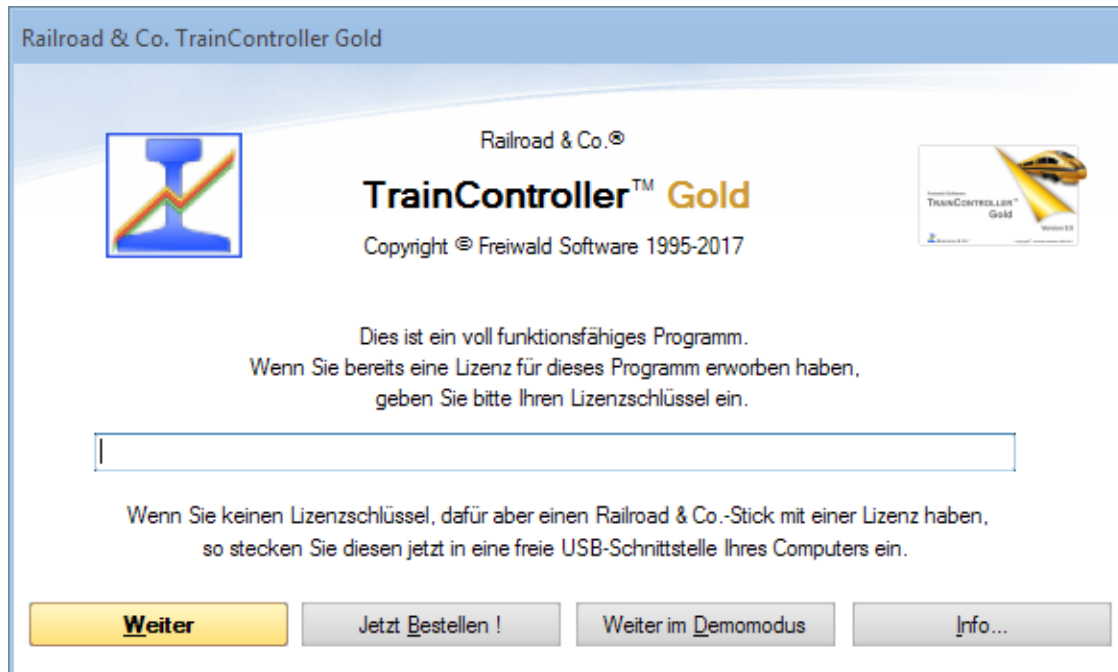 Railroad & Co. TrainController Gold
Railroad & Co.®
TrainController™ Gold
Copyright © Freiwald Software 1995-2017
TRAINCONTROLLER™
Gold
Dies ist ein voll funktionsfähiges Programm.
Wenn Sie bereits eine Lizenz für dieses Programm erworben haben,
geben Sie bitte Ihren Lizenzschlüssel ein.
Wenn Sie keinen Lizenzschlüssel, dafür aber einen Railroad & Co.-Stick mit einer Lizenz haben,
so stecken Sie diesen jetzt in eine freie USB-Schnittstelle Ihres Computers ein.
Weiter
Jetzt Bestellen !
Weiter im Demomodus
Info...